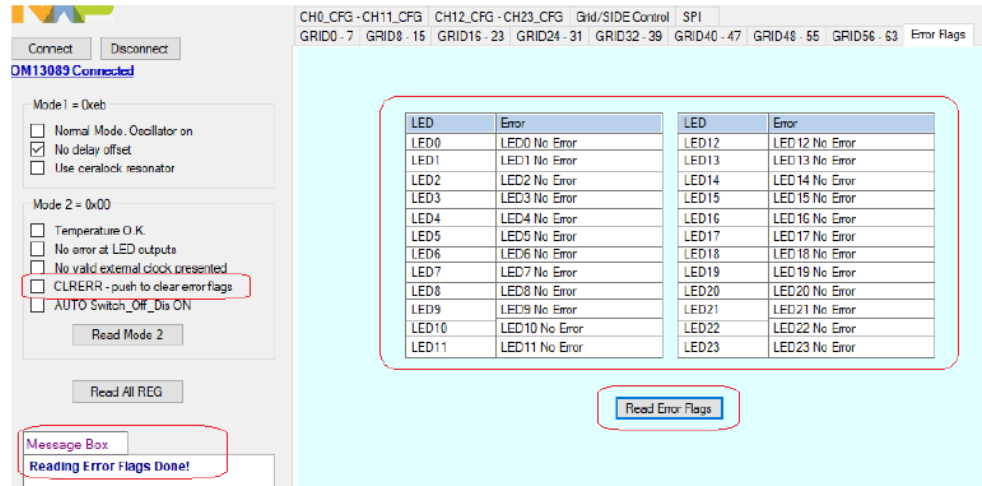 CH0_CFG - CH11_CFG CH12_CFG - CH23_CFG Grid/SIDE Control SPI
GRID0 - 7 GRID8 - 15 GRID16 - 23 GRID24 - 31 GRID32 - 39 GRID40 - 47 GRID48 - 55 GRID56 - 63 Error Flags
Connect Disconnect
OM13089 Connected
Mode1 = 0xeb
Normal Mode. Oscillator on
No delay offset
Use ceralock resonator
Mode 2 = 0x00
Temperature O.K.
No error at LED outputs
No valid external clock presented
CLRERR - push to clear error flags
AUTO Switch_Off_Dis ON
Read Mode 2
Read All REG
Message Box
Reading Error Flags Done!
LED Error LED Error
LED0 LED0 No Error LED12 LED12 No Error
LED1 LED1 No Error LED13 LED13 No Error
LED2 LED2 No Error LED14 LED14 No Error
LED3 LED3 No Error LED15 LED15 No Error
LED4 LED4 No Error LED16 LED16 No Error
LED5 LED5 No Error LED17 LED17 No Error
LED6 LED6 No Error LED18 LED18 No Error
LED7 LED7 No Error LED19 LED19 No Error
LED8 LED8 No Error LED20 LED20 No Error
LED9 LED9 No Error LED21 LED21 No Error
LED10 LED10 No Error LED22 LED22 No Error
LED11 LED11 No Error LED23 LED23 No Error
Read Error Flags